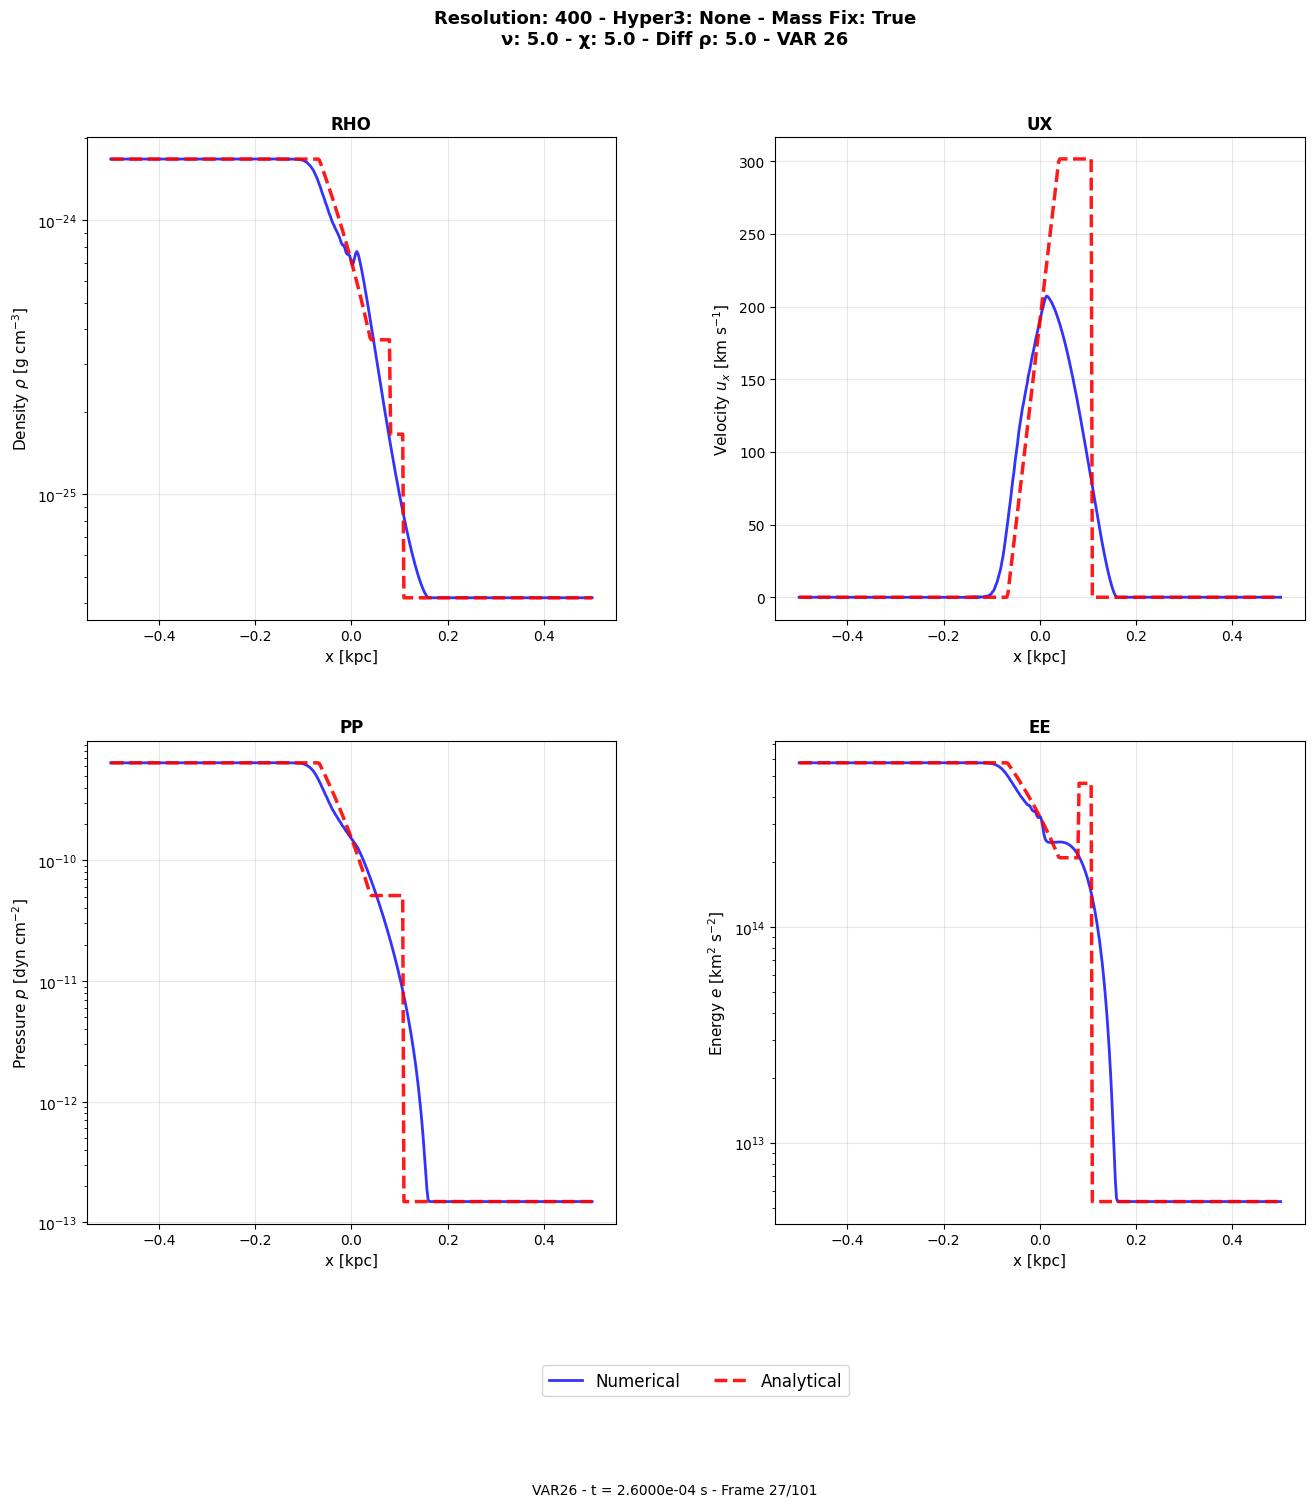 Resolution: 400 - Hyper3: None - Mass Fix: True
ν: 5.0 - χ: 5.0 - Diff ρ: 5.0 - VAR 26
RHO
10⁻²⁴
10⁻²⁵
Density ρ [g cm⁻³]
−0.4 −0.2 0.0 0.2 0.4
x [kpc]
UX
300
250
200
150
100
50
0
Velocity uₓ [km s⁻¹]
−0.4 −0.2 0.0 0.2 0.4
x [kpc]
PP
10⁻¹⁰
10⁻¹¹
10⁻¹²
10⁻¹³
Pressure p [dyn cm⁻²]
−0.4 −0.2 0.0 0.2 0.4
x [kpc]
EE
10¹⁴
10¹³
Energy e [km² s⁻²]
−0.4 −0.2 0.0 0.2 0.4
x [kpc]
Numerical Analytical
VAR26 - t = 2.6000e-04 s - Frame 27/101